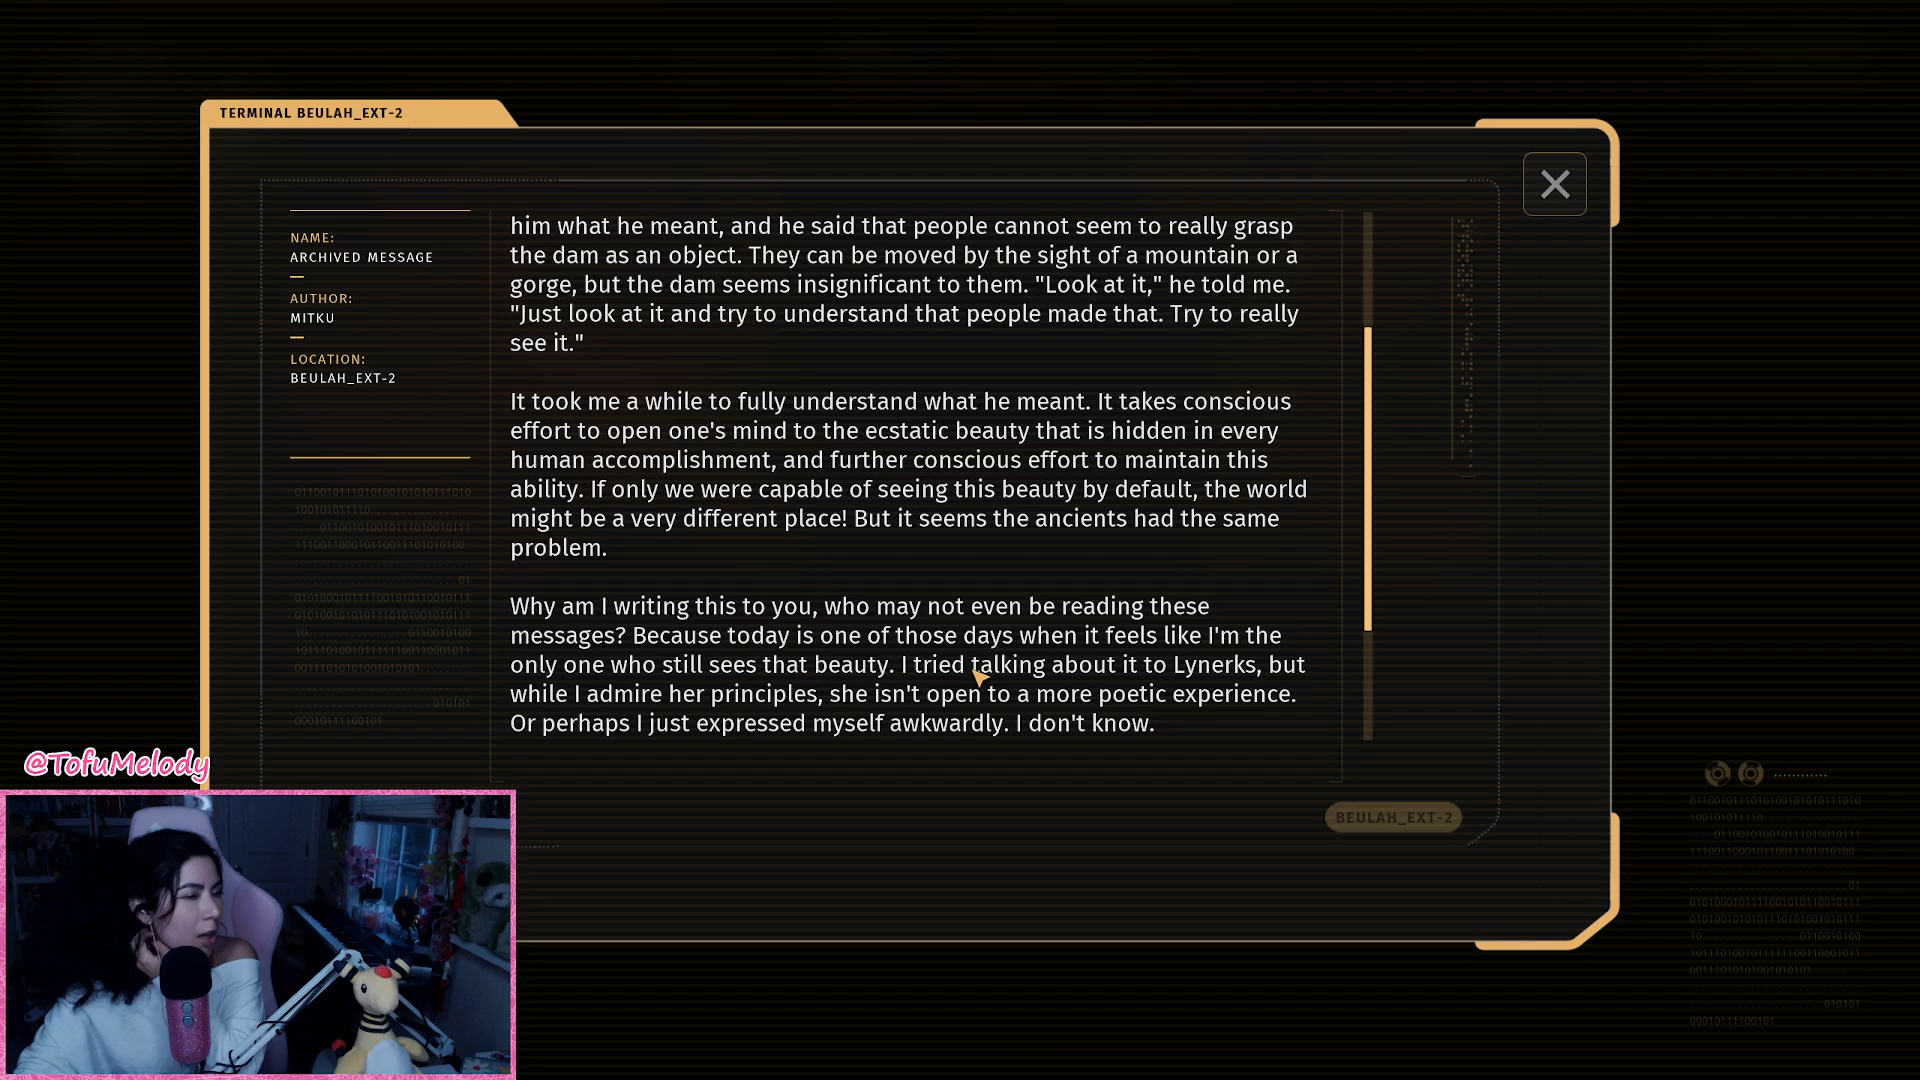 TERMINAL BEULAH_EXT-2
NAME:
ARCHIVED MESSAGE
AUTHOR:
MITKU
LOCATION:
BEULAH_EXT-2
him what he meant, and he said that people cannot seem to really grasp
the dam as an object. They can be moved by the sight of a mountain or a
gorge, but the dam seems insignificant to them. "Look at it," he told me.
"Just look at it and try to understand that people made that. Try to really
see it."
It took me a while to fully understand what he meant. It takes conscious
effort to open one's mind to the ecstatic beauty that is hidden in every
human accomplishment, and further conscious effort to maintain this
ability. If only we were capable of seeing this beauty by default, the world
might be a very different place! But it seems the ancients had the same
problem.
Why am I writing this to you, who may not even be reading these
messages? Because today is one of those days when it feels like I'm the
only one who still sees that beauty. I tried talking about it to Lynerks, but
while I admire her principles, she isn't open to a more poetic experience.
Or perhaps I just expressed myself awkwardly. I don't know.
BEULAH_EXT-2
@TofuMelody